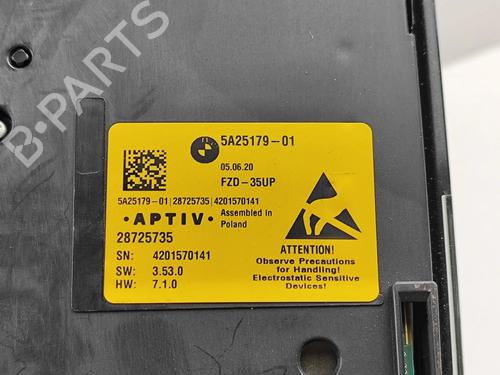 B-PARTS
5A25179-01
05.06.20
FZD-35UP
5A25179-01|28725735|4201570141
• APTIV • Assembled in Poland
28725735
SN: 4201570141
SW: 3.53.0
HW: 7.1.0
ATTENTION!
Observe Precautions
for Handling!
Electrostatic Sensitive
Devices!